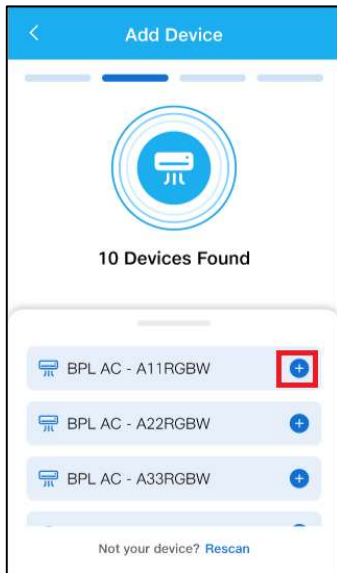 Add Device
10 Devices Found
BPL AC - A11RGBW
BPL AC - A22RGBW
BPL AC - A33RGBW
Not your device? Rescan